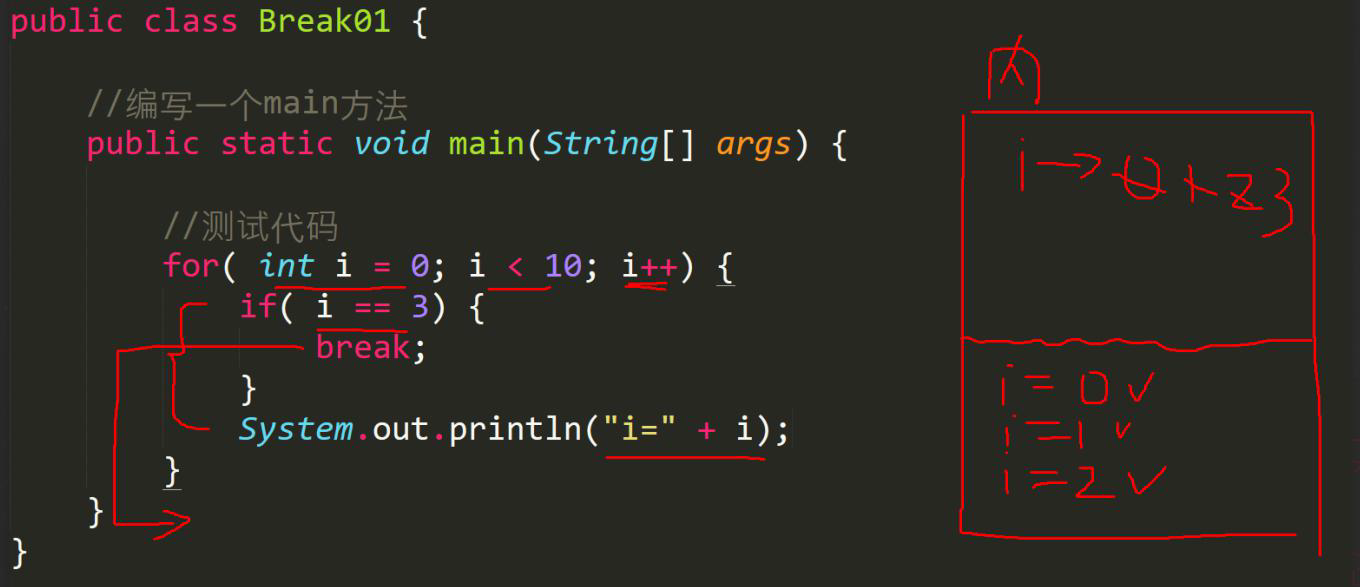 public class Break01 {
//编写一个main方法
public static void main(String[] args) {
//测试代码
for( int i = 0; i < 10; i++) {
if( i == 3) {
break;
}
System.out.println("i=" + i);
}
}
}
内
i→0 1 2 3
i=0 v
i=1 v
i=2 v